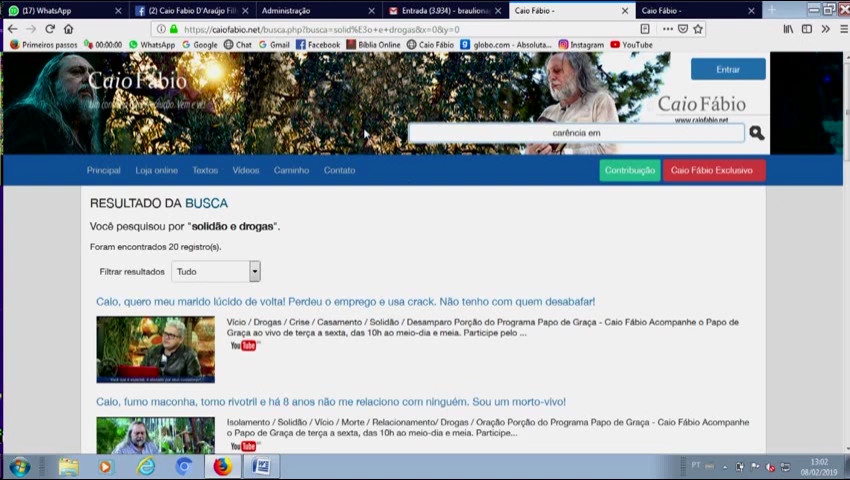 (17) WhatsApp
(2) Caio Fabio D'Araújo Fil
Administração
Entrada (3.934) - braulion
Caio Fábio -
Caio Fábio -
https://caiofabio.net/busca.php?busca=solid%E3o+e+drogas&x=0&y=0
Primeiros passos
00:00:00
WhatsApp
Google
Chat
Gmail
Facebook
Bíblia Online
Caio Fábio
globo.com - Absoluta...
Instagram
YouTube
Caio Fábio
Entrar
Caio Fábio
www.caiofabio.net
carência em
Principal
Loja online
Textos
Vídeos
Caminho
Contato
Contribuição
Caio Fábio Exclusivo
RESULTADO DA BUSCA
Você pesquisou por "solidão e drogas".
Foram encontrados 20 registro(s).
Filtrar resultados
Tudo
Caio, quero meu marido lúcido de volta! Perdeu o emprego e usa crack. Não tenho com quem desabafar!
Vício / Drogas / Crise / Casamento / Solidão / Desamparo Porção do Programa Papo de Graça - Caio Fábio Acompanhe o Papo de
Graça ao vivo de terça a sexta, das 10h ao meio-dia e meia. Participe pelo ...
YouTube
Caio, fumo maconha, tomo rivotril e há 8 anos não me relaciono com ninguém. Sou um morto-vivo!
Isolamento / Solidão / Vício / Morte / Relacionamento/ Drogas / Oração Porção do Programa Papo de Graça - Caio Fábio Acompanhe
o Papo de Graça de terça a sexta, das 10h ao meio-dia e meia. Participe...
YouTube
PT
13:02
08/02/2019